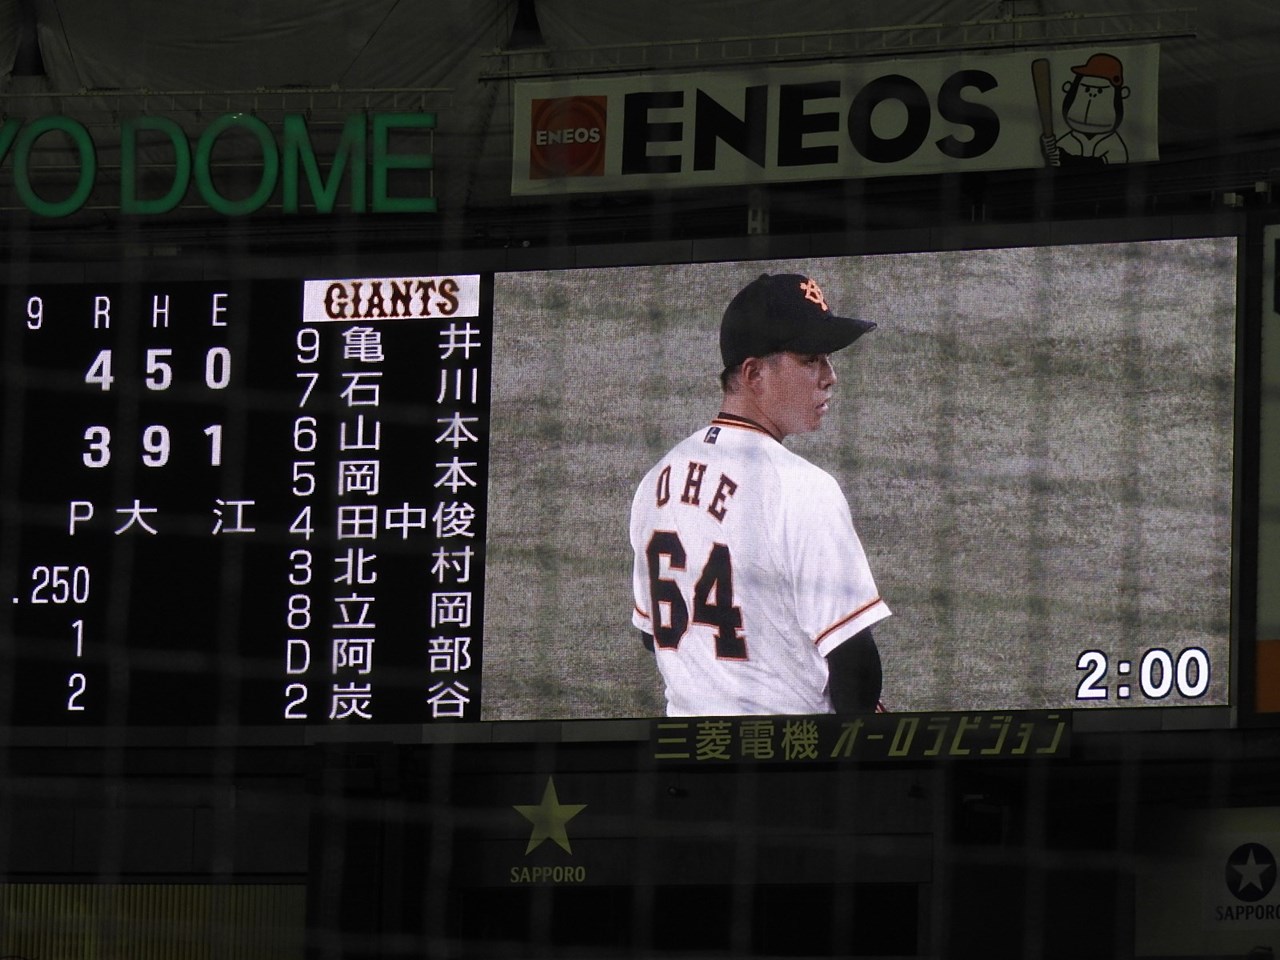 YO DOME
ENEOS ENEOS
GIANTS
9 R H E
4 5 0
3 9 1
P 大 江
.250
1
2
9 亀 井
7 石 川
6 山 本
5 岡 本
4 田中俊
3 北 村
8 立 岡
D 阿 部
2 炭 谷
OHE
64
2:00
三菱電機 オーロラビジョン
SAPPORO
SAPPORO